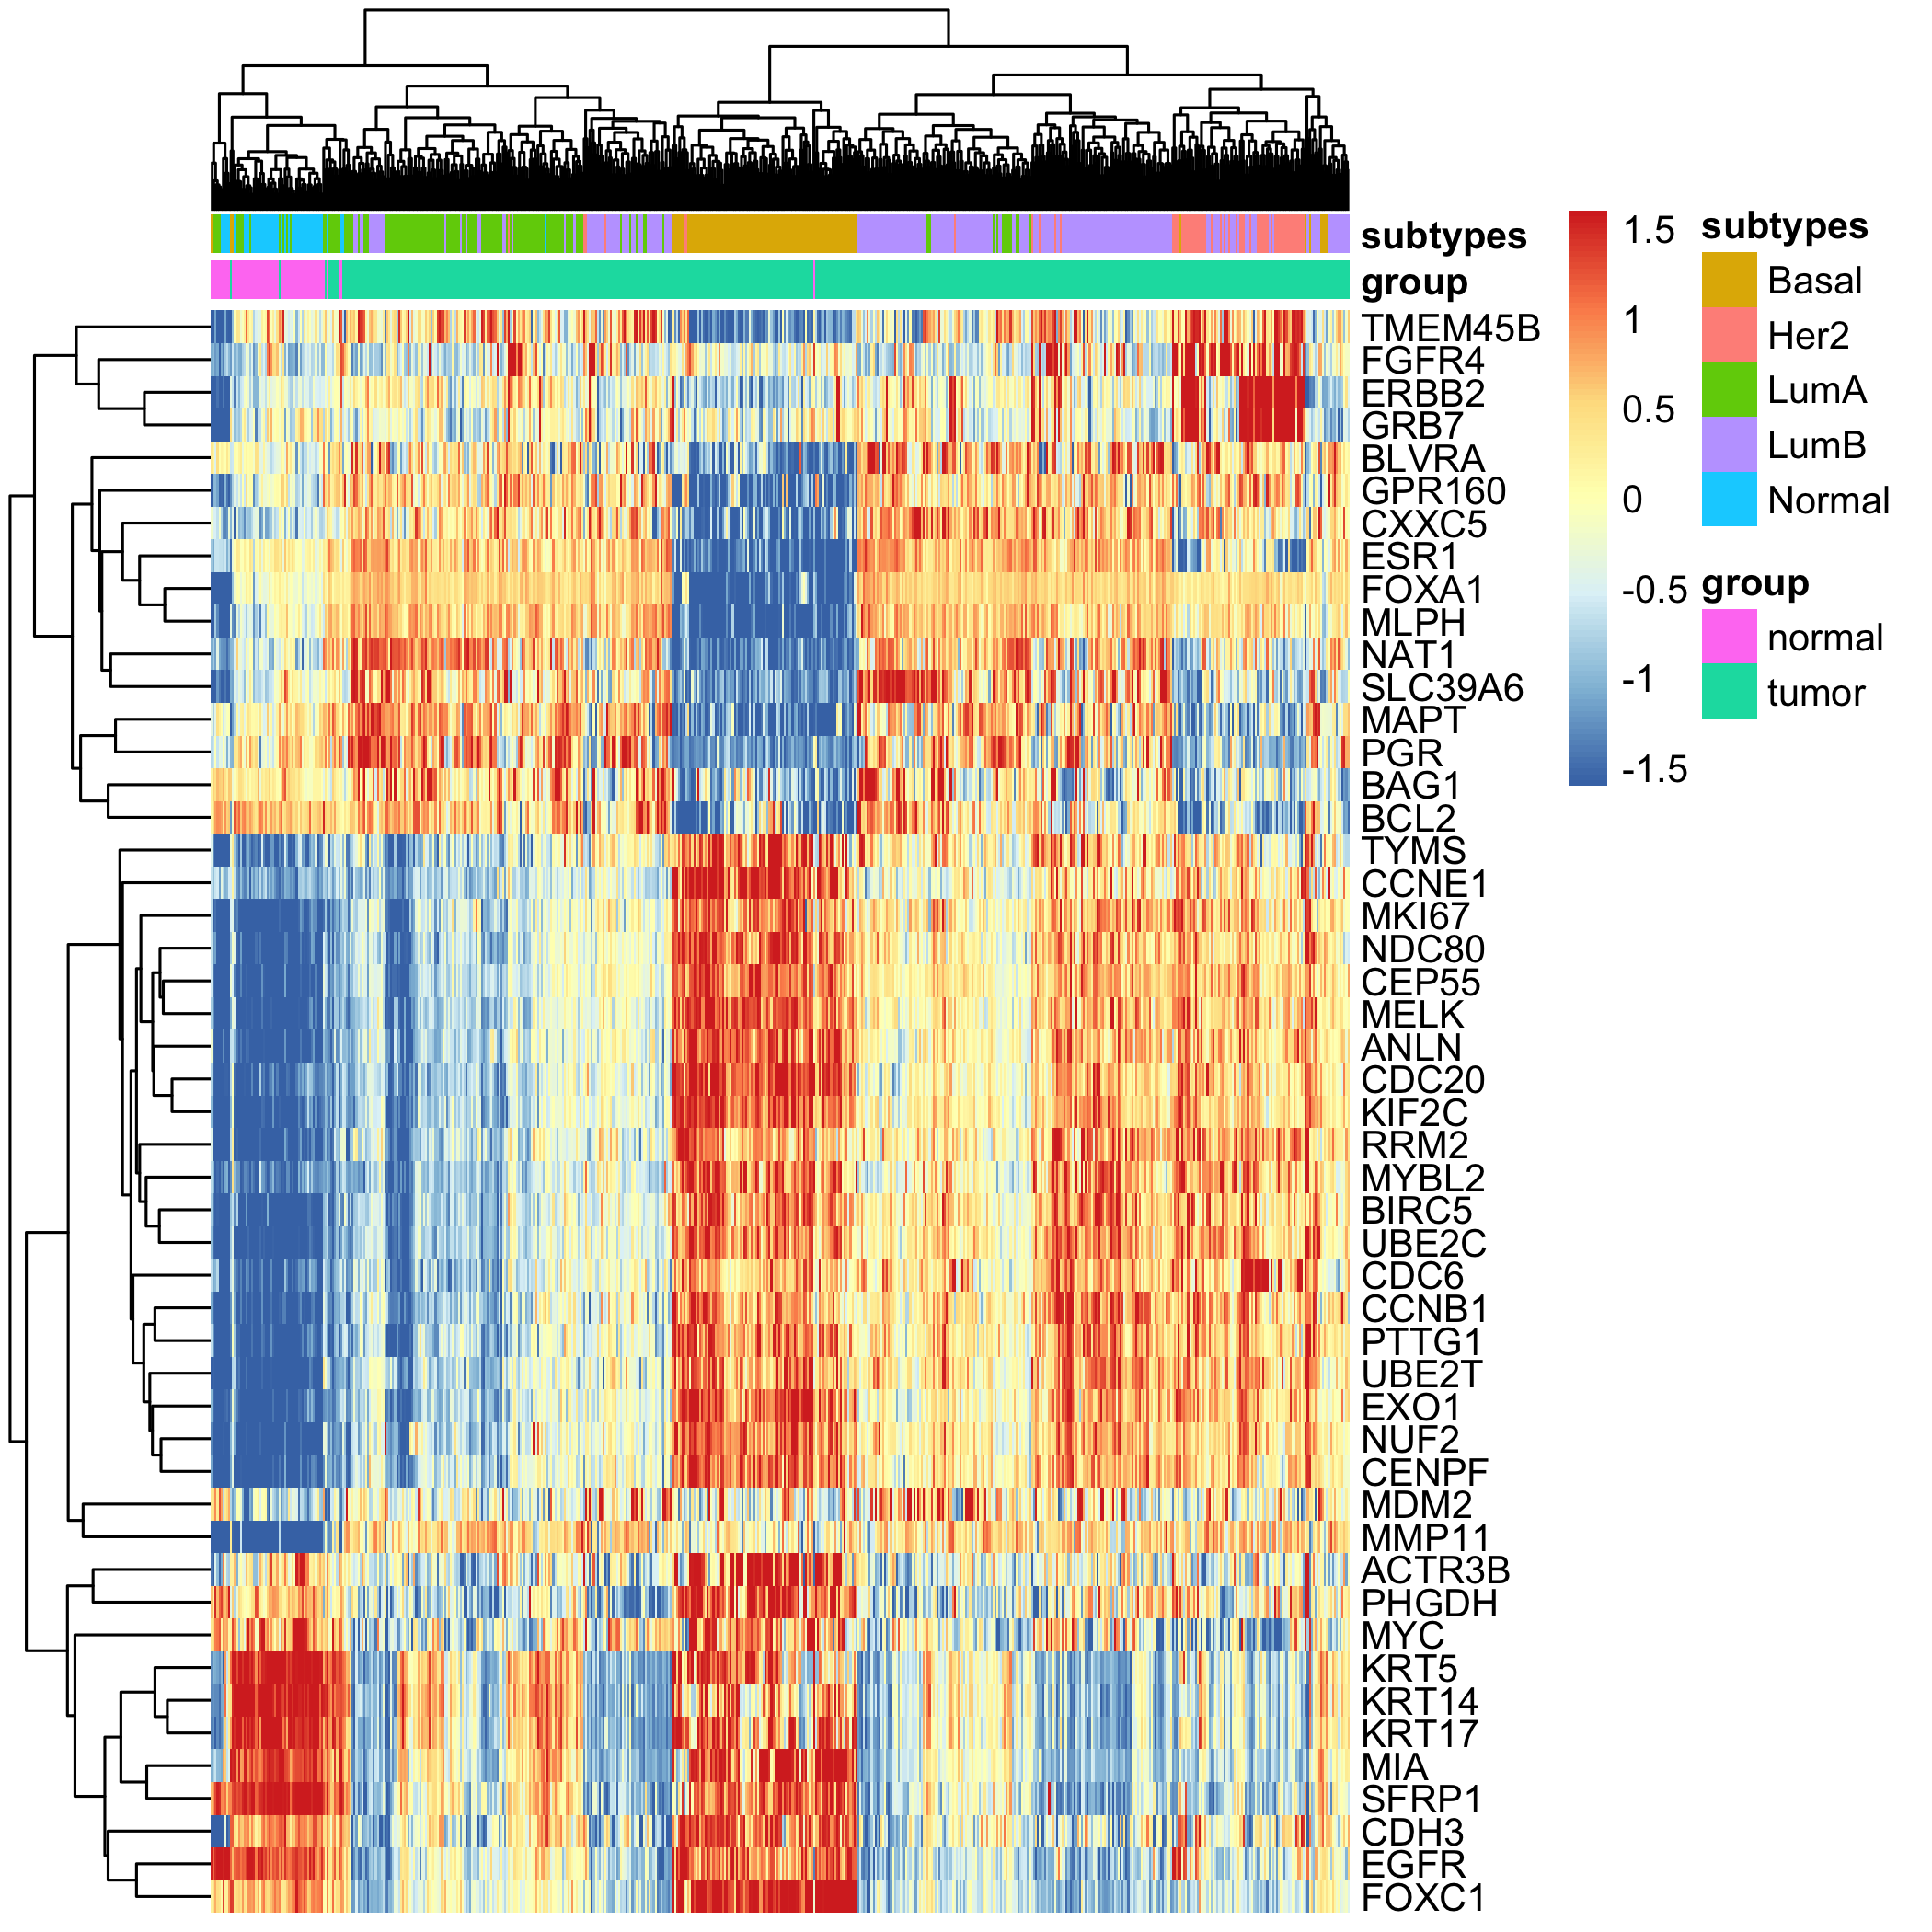 subtypes
group
TMEM45B
FGFR4
ERBB2
GRB7
BLVRA
GPR160
CXXC5
ESR1
FOXA1
MLPH
NAT1
SLC39A6
MAPT
PGR
BAG1
BCL2
TYMS
CCNE1
MKI67
NDC80
CEP55
MELK
ANLN
CDC20
KIF2C
RRM2
MYBL2
BIRC5
UBE2C
CDC6
CCNB1
PTTG1
UBE2T
EXO1
NUF2
CENPF
MDM2
MMP11
ACTR3B
PHGDH
MYC
KRT5
KRT14
KRT17
MIA
SFRP1
CDH3
EGFR
FOXC1
1.5
1
0.5
0
-0.5
-1
-1.5
subtypes
Basal
Her2
LumA
LumB
Normal
group
normal
tumor